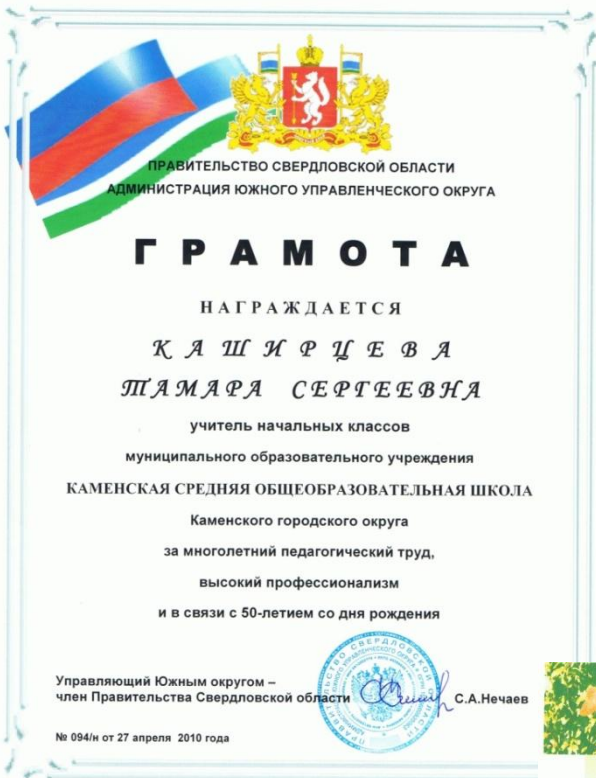 ПРАВИТЕЛЬСТВО СВЕРДЛОВСКОЙ ОБЛАСТИ
АДМИНИСТРАЦИЯ ЮЖНОГО УПРАВЛЕНЧЕСКОГО ОКРУГА
ГРАМОТА
НАГРАЖДАЕТСЯ
КАШИРЦЕВА
ТАМАРА СЕРГЕЕВНА
учитель начальных классов
муниципального образовательного учреждения
КАМЕНСКАЯ СРЕДНЯЯ ОБЩЕОБРАЗОВАТЕЛЬНАЯ ШКОЛА
Каменского городского округа
за многолетний педагогический труд,
высокий профессионализм
и в связи с 50-летием со дня рождения
Управляющий Южным округом –
член Правительства Свердловской области С.А.Нечаев
№ 094/н от 27 апреля 2010 года